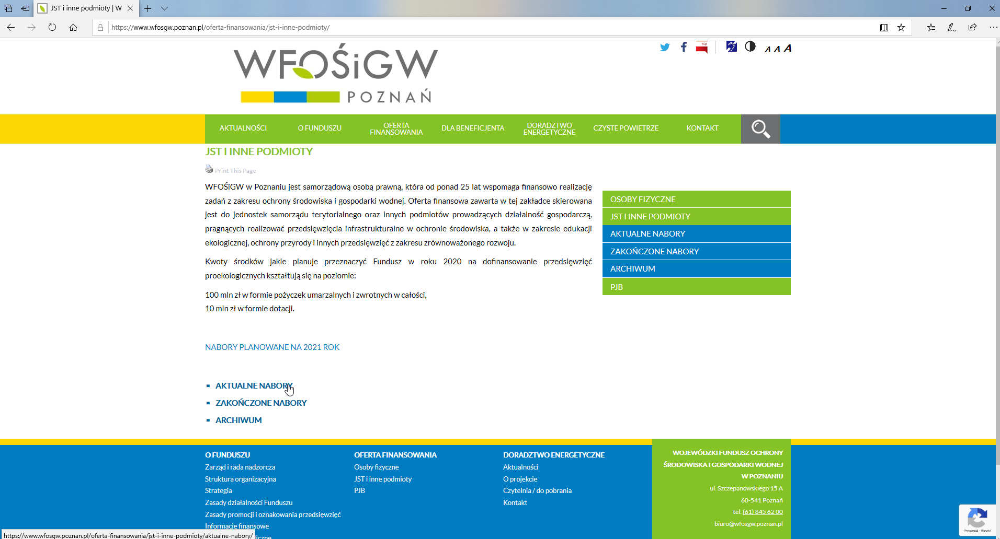 JST i inne podmioty | W
https://www.wfosgw.poznan.pl/oferta-finansowania/jst-i-inne-podmioty/
WFOŚiGW
POZNAŃ
bip
A A A
AKTUALNOŚCI
O FUNDUSZU
OFERTA
FINANSOWANIA
DLA BENEFICJENTA
DORADZTWO
ENERGETYCZNE
CZYSTE POWIETRZE
KONTAKT
JST I INNE PODMIOTY
Print This Page
WFOŚiGW w Poznaniu jest samorządową osobą prawną, która od ponad 25 lat wspomaga finansowo realizację
zadań z zakresu ochrony środowiska i gospodarki wodnej. Oferta finansowa zawarta w tej zakładce skierowana
jest do jednostek samorządu terytorialnego oraz innych podmiotów prowadzących działalność gospodarczą,
pragnących realizować przedsięwzięcia infrastrukturalne w ochronie środowiska, a także w zakresie edukacji
ekologicznej, ochrony przyrody i innych przedsięwzięć z zakresu zrównoważonego rozwoju.
Kwoty środków jakie planuje przeznaczyć Fundusz w roku 2020 na dofinansowanie przedsięwzięć
proekologicznych kształtują się na poziomie:
100 mln zł w formie pożyczek umarzalnych i zwrotnych w całości,
10 mln zł w formie dotacji.
NABORY PLANOWANE NA 2021 ROK
AKTUALNE NABORY
ZAKOŃCZONE NABORY
ARCHIWUM
OSOBY FIZYCZNE
JST I INNE PODMIOTY
AKTUALNE NABORY
ZAKOŃCZONE NABORY
ARCHIWUM
PJB
O FUNDUSZU
Zarząd i rada nadzorcza
Struktura organizacyjna
Strategia
Zasady działalności Funduszu
Zasady promocji i oznakowania przedsięwzięć
Informacje finansowe
iczne
OFERTA FINANSOWANIA
Osoby fizyczne
JST i inne podmioty
PJB
DORADZTWO ENERGETYCZNE
Aktualności
O projekcie
Czytelnia / do pobrania
Kontakt
WOJEWÓDZKI FUNDUSZ OCHRONY
ŚRODOWISKA I GOSPODARKI WODNEJ
W POZNANIU
ul. Szczepanowskiego 15 A
60-541 Poznań
tel. (61) 845 62 00
biuro@wfosgw.poznan.pl
Prywatność - Warunki
https://www.wfosgw.poznan.pl/oferta-finansowania/jst-i-inne-podmioty/aktualne-nabory/